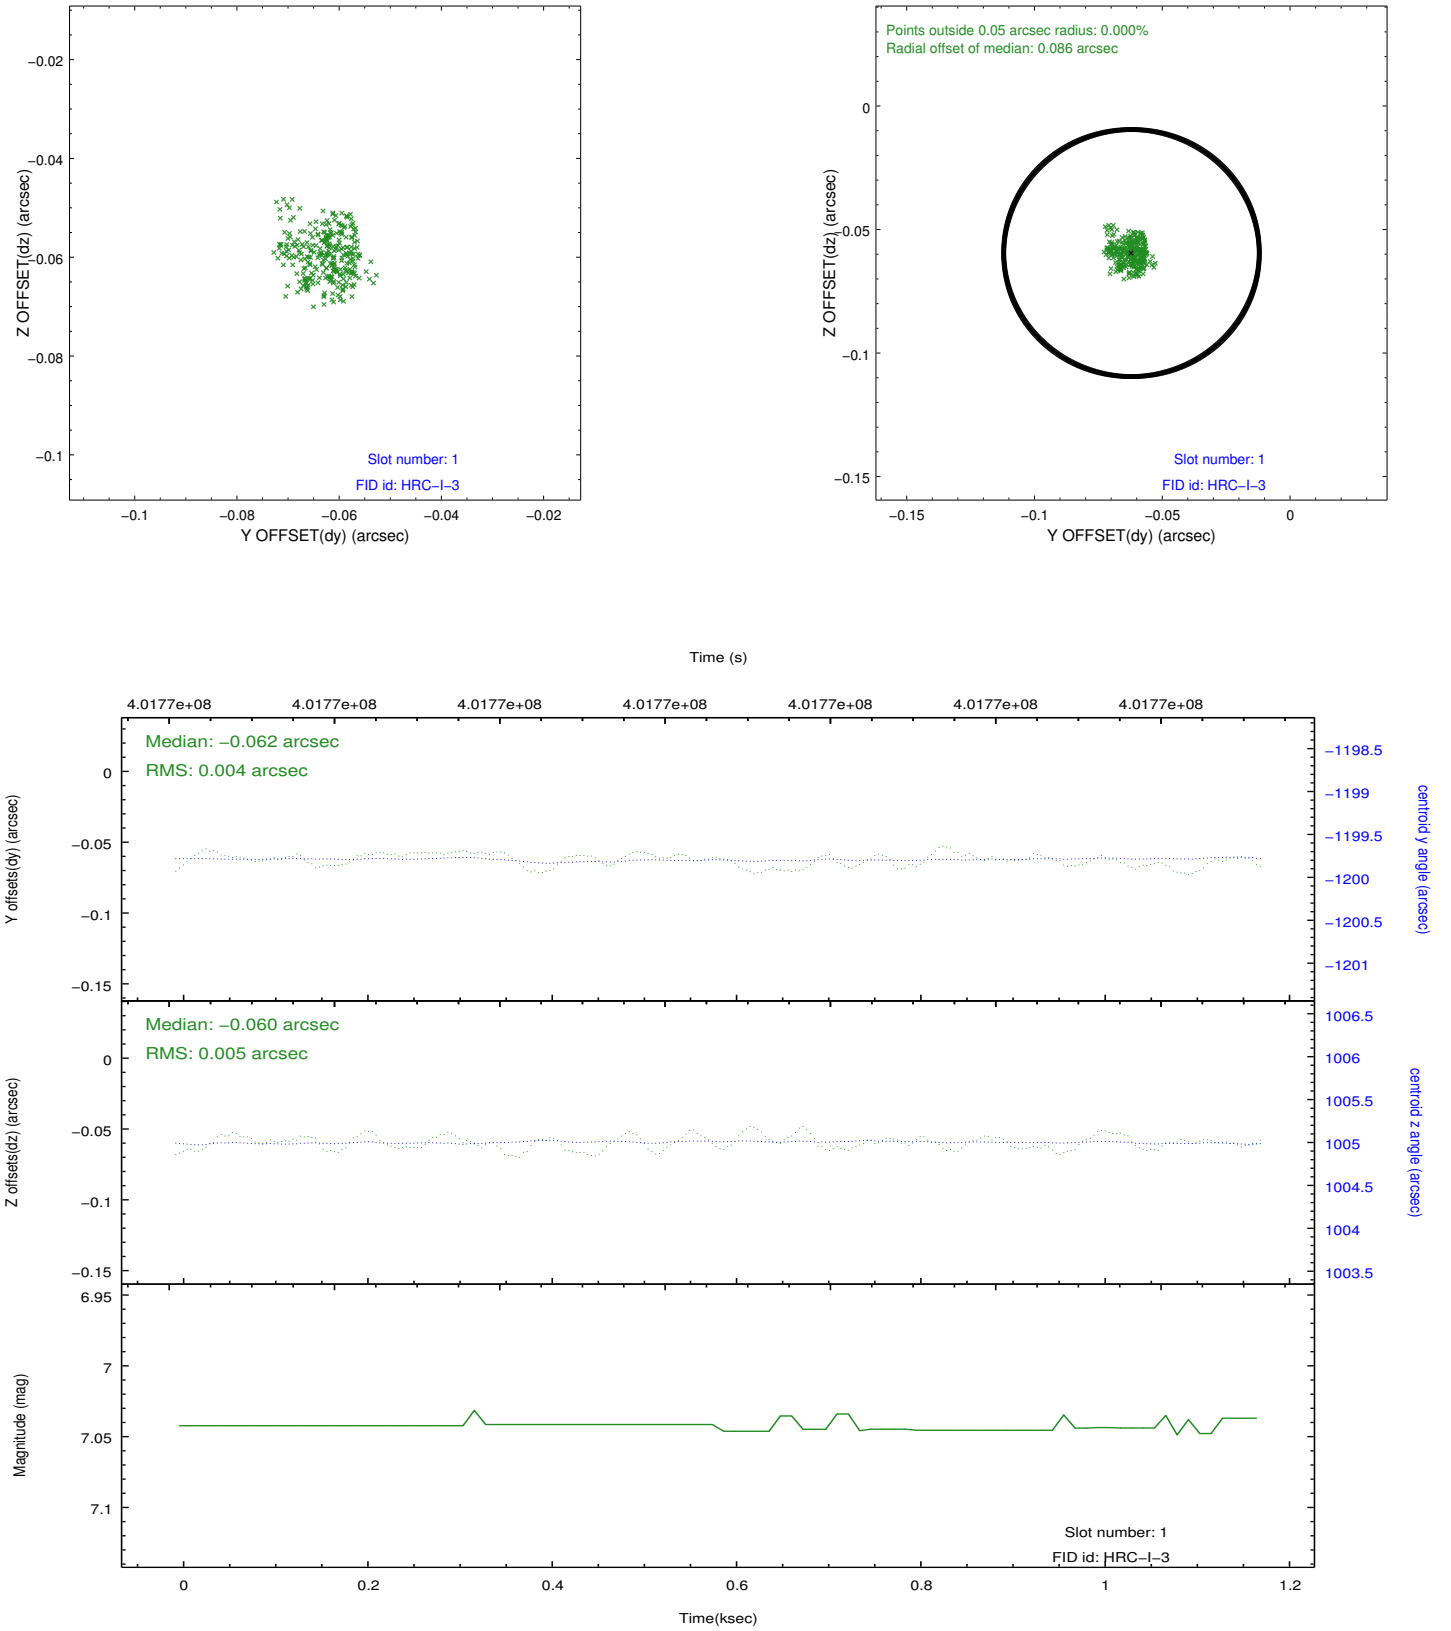 −0.02
−0.04
−0.06
−0.08
−0.1
Z OFFSET(dz) (arcsec)
Slot number: 1
FID id: HRC−I−3
−0.1
−0.08
−0.06
−0.04
−0.02
Y OFFSET(dy) (arcsec)
Points outside 0.05 arcsec radius: 0.000%
Radial offset of median: 0.086 arcsec
0
−0.05
−0.1
−0.15
Z OFFSET(dz) (arcsec)
Slot number: 1
FID id: HRC−I−3
−0.15
−0.1
−0.05
0
Y OFFSET(dy) (arcsec)
Time (s)
4.0177e+08
4.0177e+08
4.0177e+08
4.0177e+08
4.0177e+08
4.0177e+08
4.0177e+08
Median: −0.062 arcsec
RMS: 0.004 arcsec
0
−0.05
−0.1
−0.15
Y offsets(dy) (arcsec)
−1198.5
−1199
−1199.5
−1200
−1200.5
−1201
centroid y angle (arcsec)
Median: −0.060 arcsec
RMS: 0.005 arcsec
0
−0.05
−0.1
−0.15
Z offsets(dz) (arcsec)
1006.5
1006
1005.5
1005
1004.5
1004
1003.5
centroid z angle (arcsec)
6.95
7
7.05
7.1
Magnitude (mag)
Slot number: 1
FID id: HRC−I−3
0
0.2
0.4
0.6
0.8
1
1.2
Time(ksec)